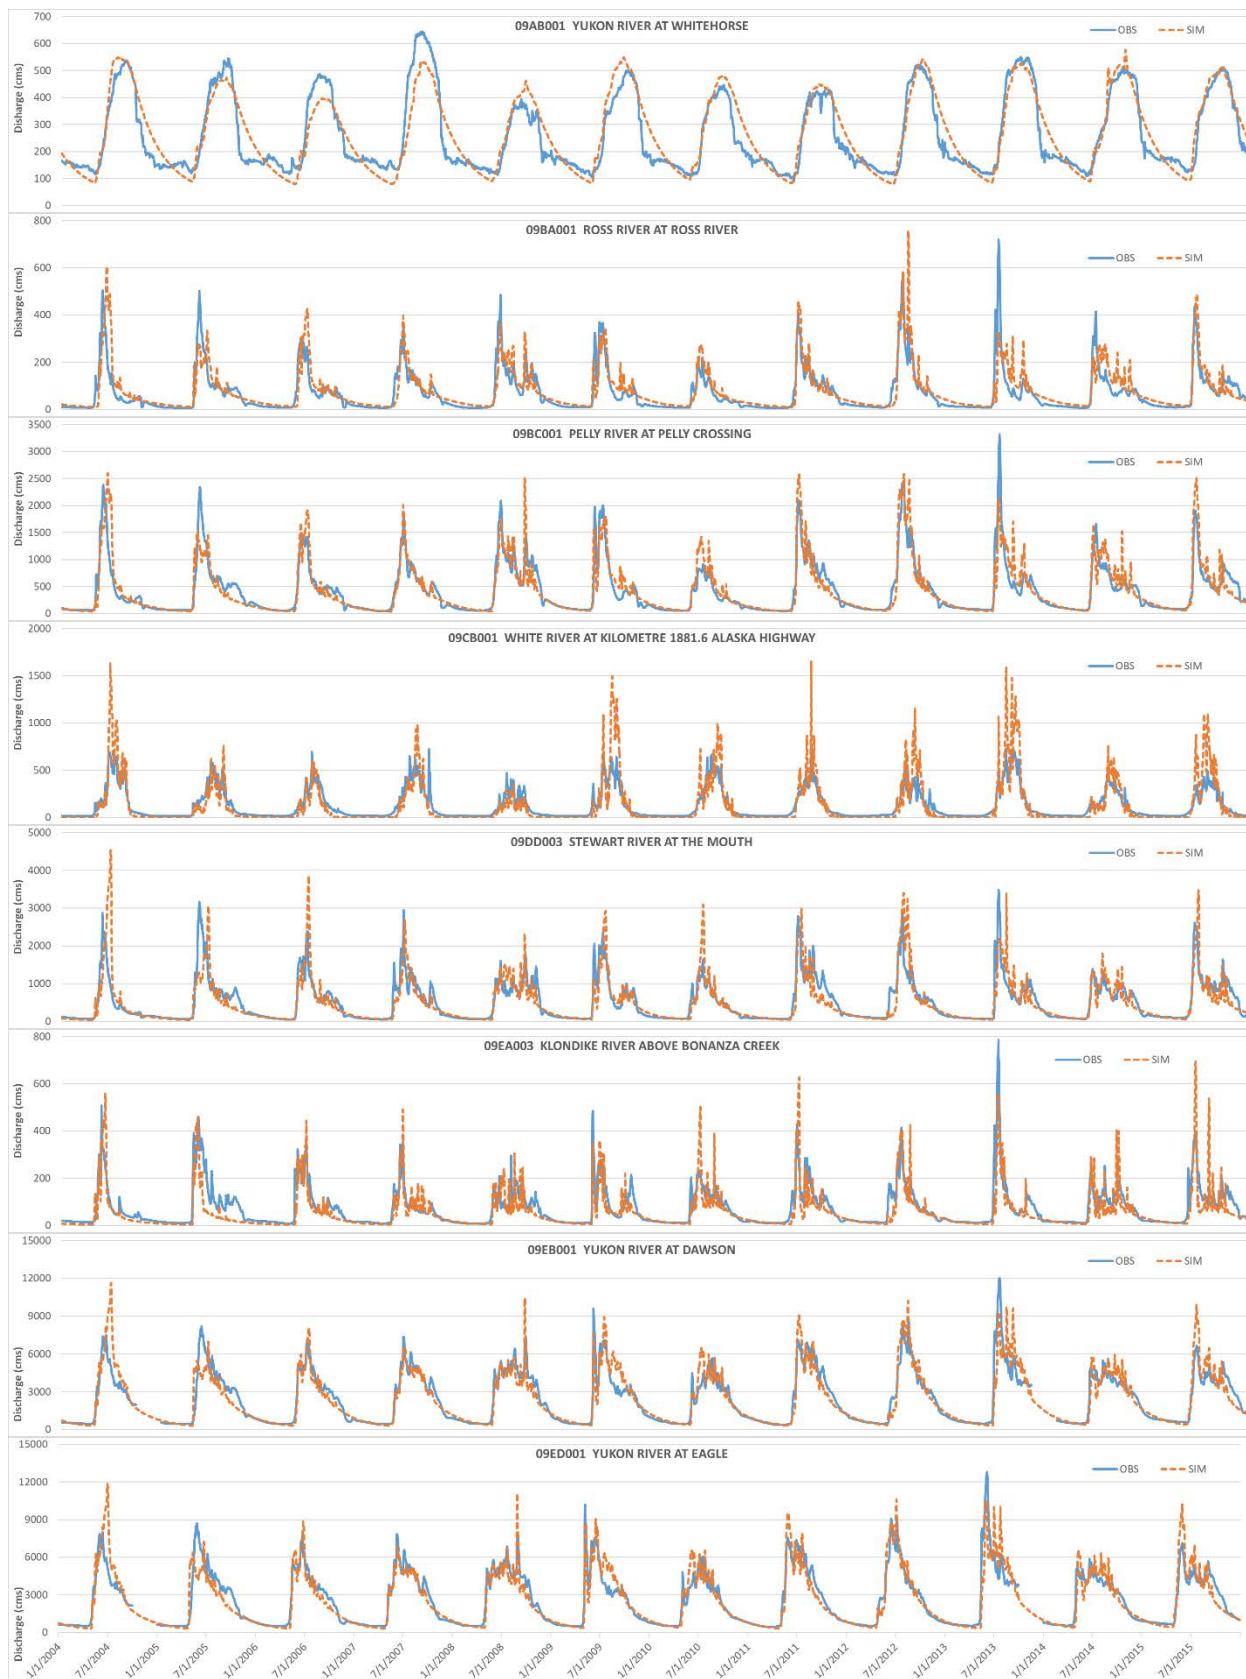 09AB001 YUKON RIVER AT WHITEHORSE
OBS SIM
Disharge (cms)
700
600
500
400
300
200
100
0
09BA001 ROSS RIVER AT ROSS RIVER
OBS SIM
Disharge (cms)
800
600
400
200
0
09BC001 PELLY RIVER AT PELLY CROSSING
OBS SIM
Discharge (cms)
3500
3000
2500
2000
1500
1000
500
0
09CB001 WHITE RIVER AT KILOMETRE 1881.6 ALASKA HIGHWAY
OBS SIM
Discharge (cms)
2000
1500
1000
500
0
09DD003 STEWART RIVER AT THE MOUTH
OBS SIM
Discharge (cms)
5000
4000
3000
2000
1000
0
09EA003 KLONDIKE RIVER ABOVE BONANZA CREEK
OBS SIM
Discharge (cms)
800
600
400
200
0
09EB001 YUKON RIVER AT DAWSON
OBS SIM
Discharge (cms)
15000
12000
9000
6000
3000
0
09ED001 YUKON RIVER AT EAGLE
OBS SIM
Discharge (cms)
15000
12000
9000
6000
3000
0
1/1/2004 7/1/2004 1/1/2005 7/1/2005 1/1/2006 7/1/2006 1/1/2007 7/1/2007 1/1/2008 7/1/2008 1/1/2009 7/1/2009 1/1/2010 7/1/2010 1/1/2011 7/1/2011 1/1/2012 7/1/2012 1/1/2013 7/1/2013 1/1/2014 7/1/2014 1/1/2015 7/1/2015